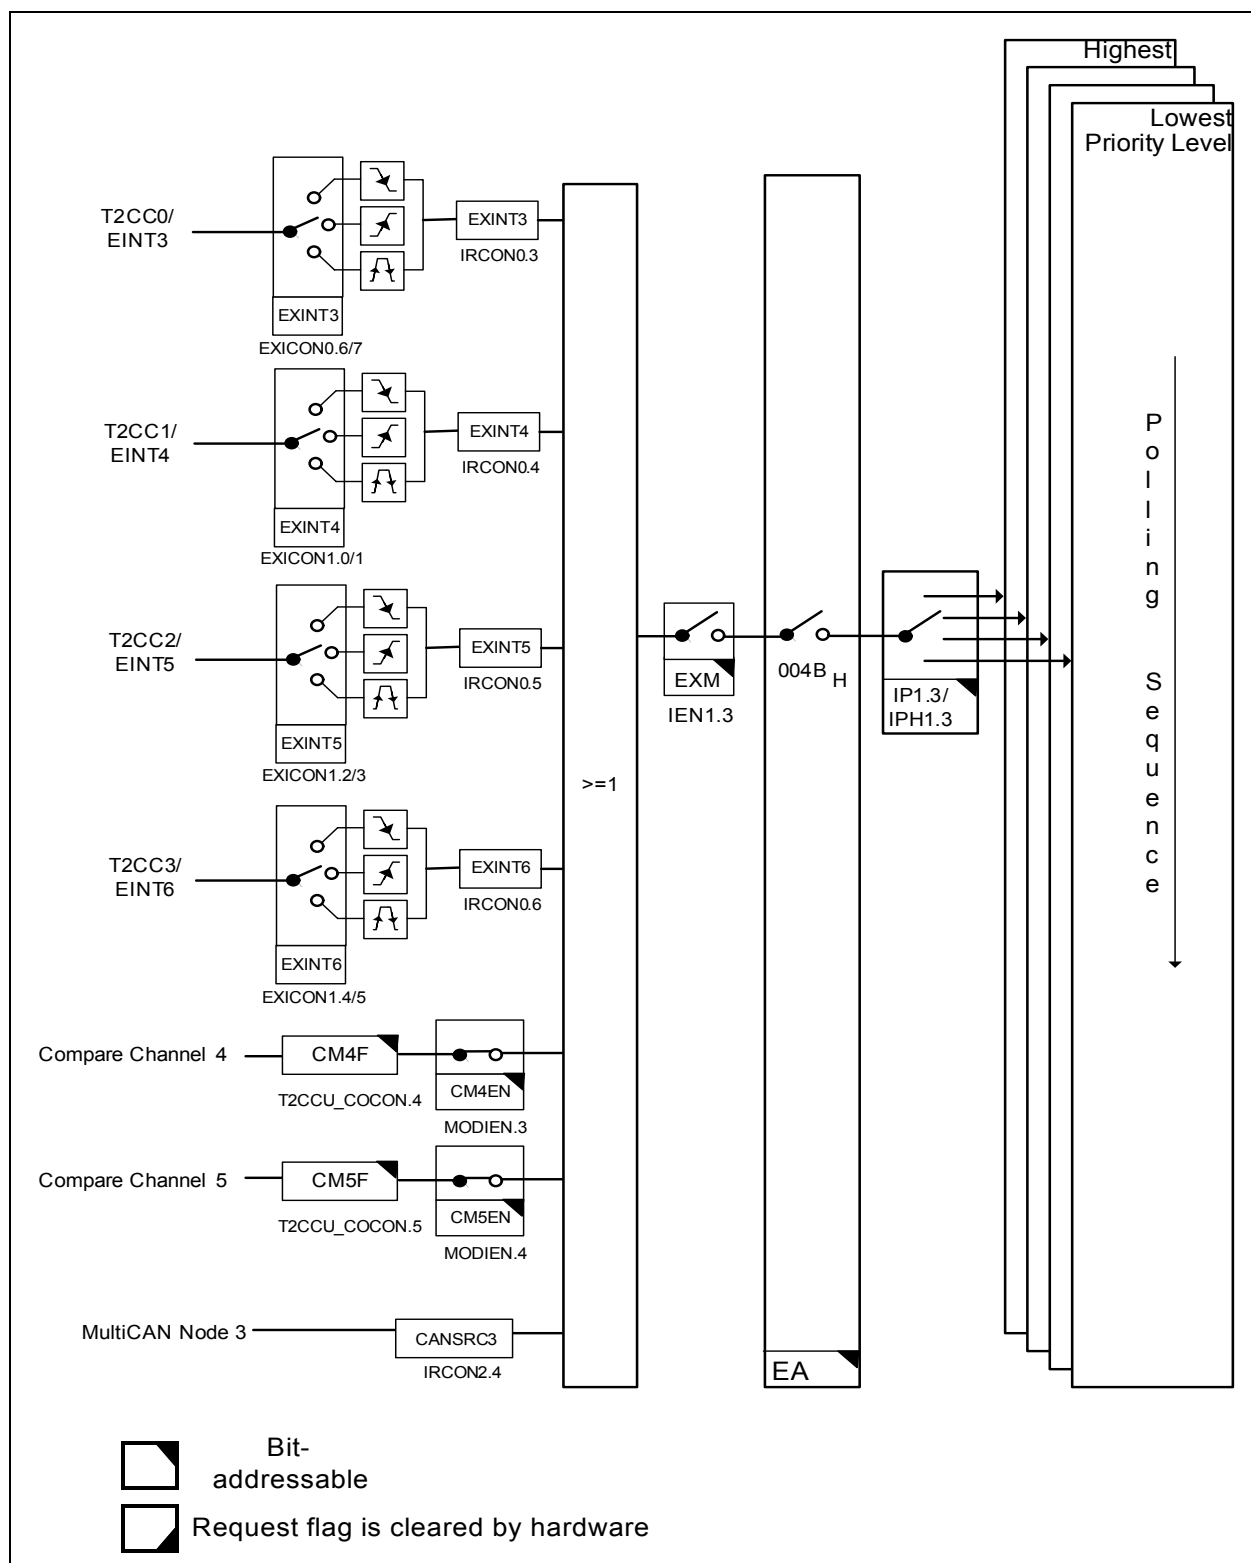 Highest
Lowest
Priority Level
T2CC0/
EINT3
EXINT3
IRCON0.3
EXINT3
EXICON0.6/7
T2CC1/
EINT4
EXINT4
IRCON0.4
EXINT4
EXICON1.0/1
T2CC2/
EINT5
EXINT5
IRCON0.5
EXINT5
EXICON1.2/3
T2CC3/
EINT6
EXINT6
IRCON0.6
EXINT6
EXICON1.4/5
Compare Channel 4
CM4F
T2CCU_COCON.4
CM4EN
MODIEN.3
Compare Channel 5
CM5F
T2CCU_COCON.5
CM5EN
MODIEN.4
MultiCAN Node 3
CANSRC3
IRCON2.4
>=1
EXM
IEN1.3
004B H
EA
IP1.3/
IPH1.3
Polling Sequence
Bit-
addressable
Request flag is cleared by hardware